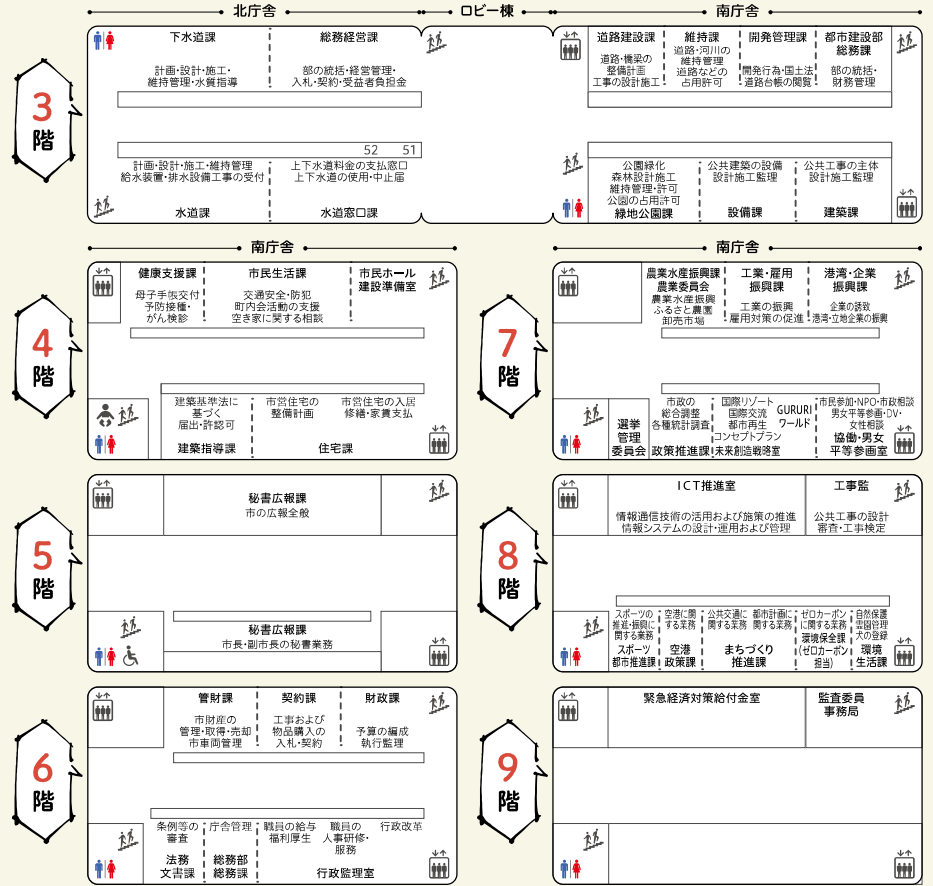 北庁舎
ロビー棟
南庁舎
3
階
下水道課
計画・設計・施工・
維持管理・水質指導
総務経営課
部の統括・経営管理・
入札・契約・受益者負担金
52
51
計画・設計・施工・維持管理
給水装置・排水設備工事の受付
水道課
上下水道料金の支払窓口
上下水道の使用・中止届
水道窓口課
道路建設課
道路・橋梁の
整備計画
工事の設計施工
維持課
道路・河川の
維持管理
道路などの
占用許可
開発管理課
開発行為・国土法
道路台帳の閲覧
都市建設部
総務課
部の統括・
財務管理
公園緑化
森林設計施工
維持管理・許可
公園の占用許可
緑地公園課
公共建築の設備
設計施工監理
設備課
公共工事の主体
設計施工監理
建築課
南庁舎
4
階
健康支援課
母子手帳交付
予防接種・
がん検診
市民生活課
交通安全・防犯
町内会活動の支援
空き家に関する相談
市民ホール
建設準備室
建築基準法に
基づく
届出・許認可
建築指導課
市営住宅の
整備計画
市営住宅の入居
修繕・家賃支払
住宅課
5
階
秘書広報課
市の広報全般
秘書広報課
市長・副市長の秘書業務
6
階
管財課
市財産の
管理・取得・売却
市車両管理
契約課
工事および
物品購入の
入札・契約
財政課
予算の編成
執行監理
条例等の
審査
法務
文書課
庁舎管理
総務部
総務課
職員の給与
福利厚生
職員の
人事研修・
服務
行政改革
行政監理室
南庁舎
7
階
農業水産振興課
農業委員会
農業水産振興
ふるさと農園
卸売市場
工業・雇用
振興課
工業の振興
雇用対策の促進
港湾・企業
振興課
企業の誘致
港湾・立地企業の振興
選挙
管理
委員会
市政の
総合調整
各種統計調査
政策推進課
国際リゾート
国際交流
都市再生
コンセプトプラン
未来創造戦略室
GURURI
ワールド
市民参加・NPO・市政相談
男女平等参画・DV・
女性相談
協働・男女
平等参画室
8
階
ICT推進室
情報通信技術の活用および施策の推進
情報システムの設計・運用および管理
工事監
公共工事の設計
審査・工事検定
スポーツの
推進・振興に
関する業務
スポーツ
都市推進課
空港に関
する業務
空港
政策課
公共交通に
関する業務
都市計画に
関する業務
まちづくり
推進課
ゼロカーボン
に関する業務
環境保全課
(ゼロカーボン
担当)
自然保護
霊園管理
犬の登録
環境
生活課
9
階
緊急経済対策給付金室
監査委員
事務局